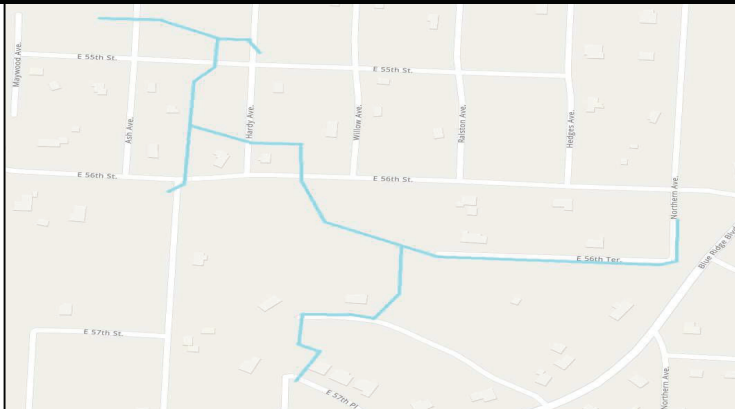 Maywood Ave.
E 55th St.
E 55th St.
Ash Ave.
Hardy Ave.
Willow Ave.
Ralston Ave.
Hedges Ave.
E 56th St.
E 56th St.
Northern Ave.
Blue Ridge Blvd
E 56th Ter.
E 57th St.
E 57th Pl
Northern Ave.